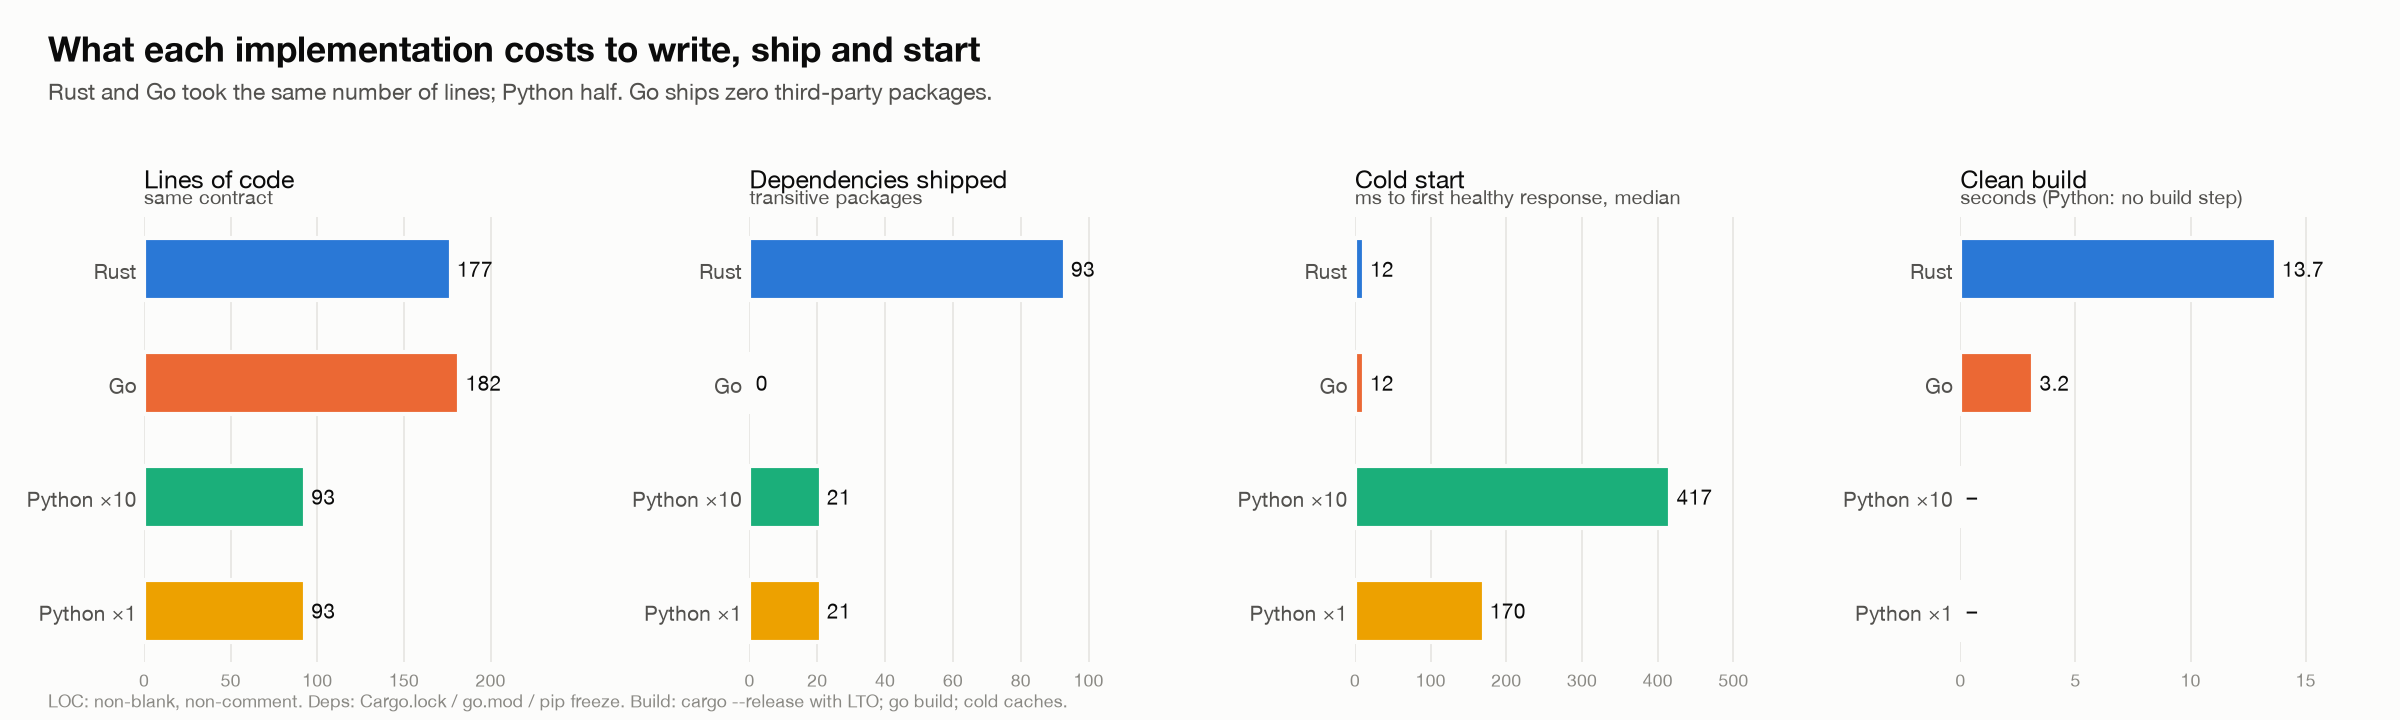 What each implementation costs to write, ship and start
Rust and Go took the same number of lines; Python half. Go ships zero third-party packages.
Lines of code
same contract
Rust
177
Go
182
Python ×10
93
Python ×1
93
0 50 100 150 200
Dependencies shipped
transitive packages
Rust
93
Go
0
Python ×10
21
Python ×1
21
0 20 40 60 80 100
Cold start
ms to first healthy response, median
Rust
12
Go
12
Python ×10
417
Python ×1
170
0 100 200 300 400 500
Clean build
seconds (Python: no build step)
Rust
13.7
Go
3.2
Python ×10
–
Python ×1
–
0 5 10 15
LOC: non-blank, non-comment. Deps: Cargo.lock / go.mod / pip freeze. Build: cargo --release with LTO; go build; cold caches.